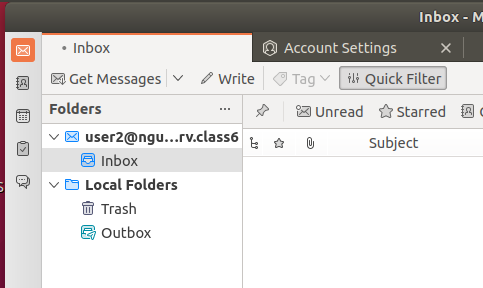 Inbox - M
Inbox
Account Settings
Get Messages
Write
Tag
Quick Filter
Folders
Unread
Starred
user2@ngu...rv.class6
Subject
Inbox
Local Folders
Trash
Outbox